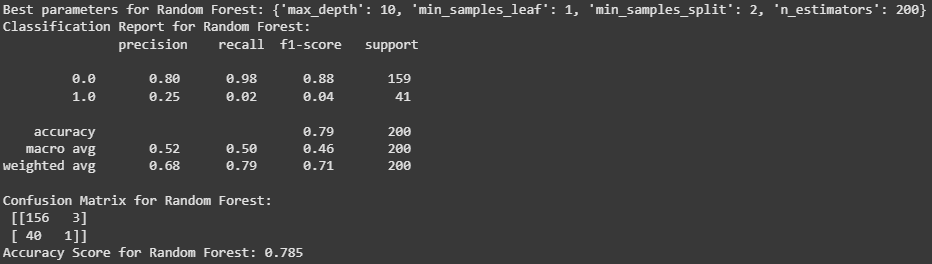 Best parameters for Random Forest: {'max_depth': 10, 'min_samples_leaf': 1, 'min_samples_split': 2, 'n_estimators': 200}
Classification Report for Random Forest:
              precision    recall  f1-score   support

         0.0       0.80      0.98      0.88       159
         1.0       0.25      0.02      0.04        41

    accuracy                           0.79       200
   macro avg       0.52      0.50      0.46       200
weighted avg       0.68      0.79      0.71       200

Confusion Matrix for Random Forest:
 [[156   3]
 [ 40   1]]
Accuracy Score for Random Forest: 0.785